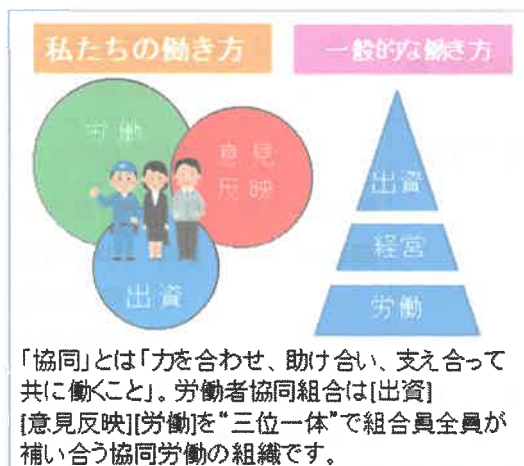 私たちの働き方
一般的な働き方
労働
意見
反映
出資
出資
経営
労働
「協同」とは「力を合わせ、助け合い、支え合って
共に働くこと」。労働者協同組合は[出資]
[意見反映][労働]を“三位一体”で組合員全員が
補い合う協同労働の組織です。